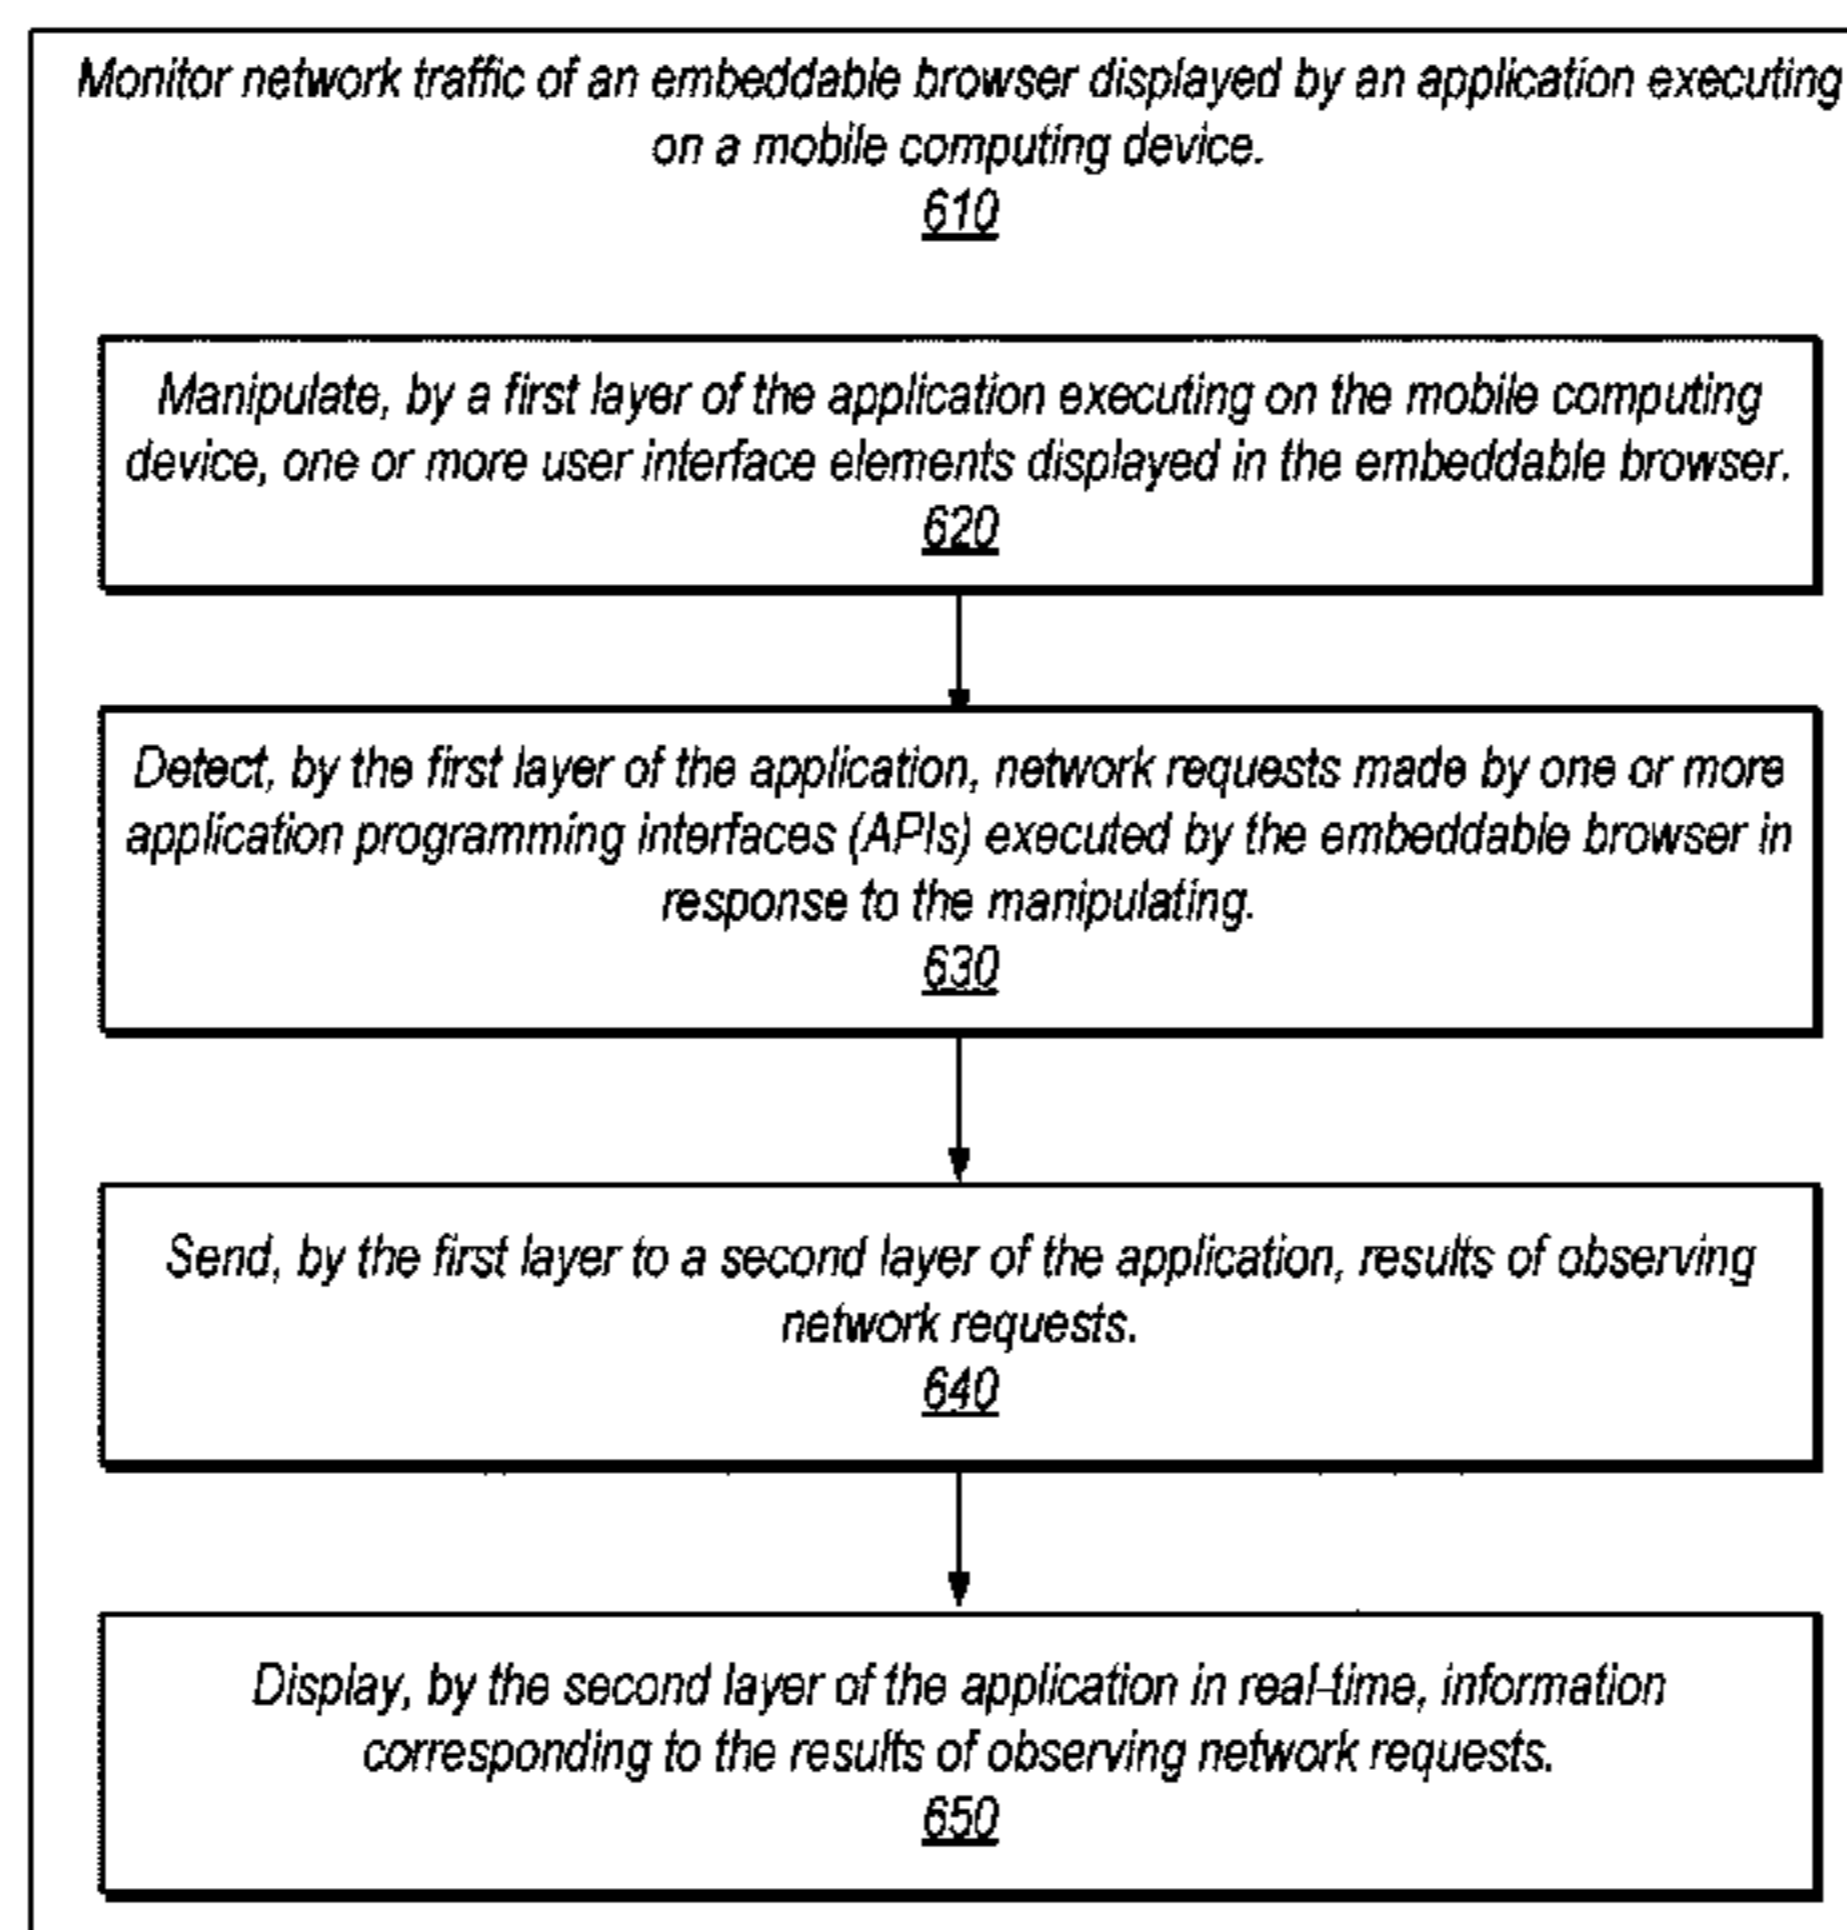 Monitor network traffic of an embeddable browser displayed by an application executing
on a mobile computing device.
610
Manipulate, by a first layer of the application executing on the mobile computing
device, one or more user interface elements displayed in the embeddable browser.
620
Detect, by the first layer of the application, network requests made by one or more
application programming interfaces (APIs) executed by the embeddable browser in
response to the manipulating.
630
Send, by the first layer to a second layer of the application, results of observing
network requests.
640
Display, by the second layer of the application in real-time, information
corresponding to the results of observing network requests.
650